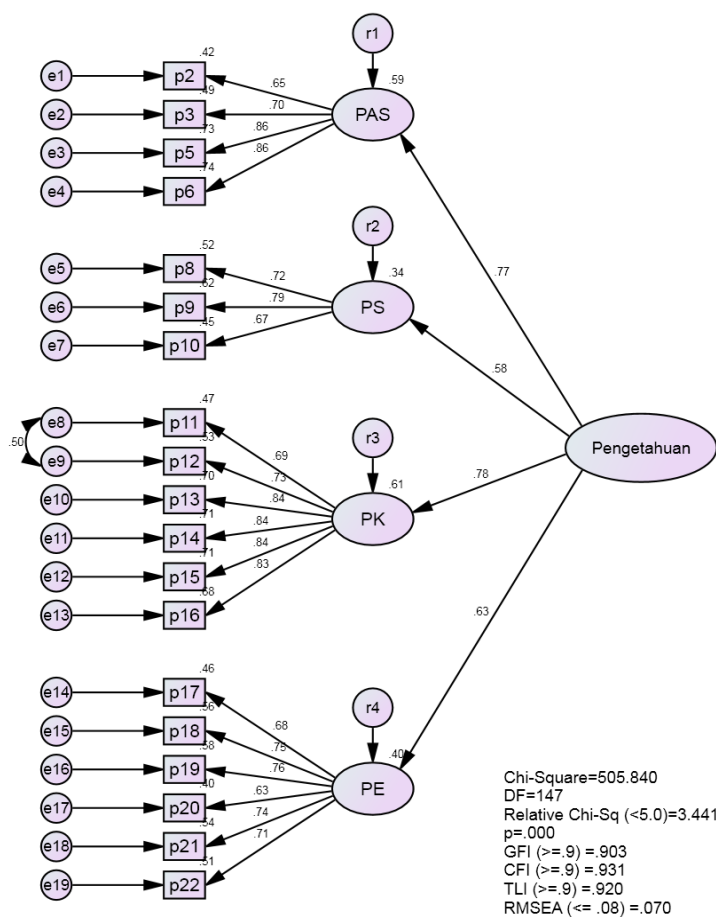 r1
.42
.59
e1
p2
.65
.49
e2
p3
.70
PAS
.73
e3
p5
.86
.86
.74
e4
p6
r2
.77
.52
e5
p8
.72
.34
.62
e6
p9
.79
PS
.45
e7
p10
.67
.58
.47
e8
p11
r3
.50
.53
.69
e9
p12
.73
.78
Pengetahuan
.70
.61
e10
p13
.84
.71
PK
e11
p14
.84
.71
e12
p15
.84
.68
.83
e13
p16
.63
.46
e14
p17
r4
.56
.68
e15
p18
.75
.58
.40
e16
p19
.76
.40
PE
e17
p20
.63
.54
e18
p21
.74
.51
.71
e19
p22
Chi-Square=505.840
DF=147
Relative Chi-Sq (<5.0)=3.441
p=.000
GFI (>=.9) =.903
CFI (>=.9) =.931
TLI (>=.9) =.920
RMSEA (<= .08) =.070